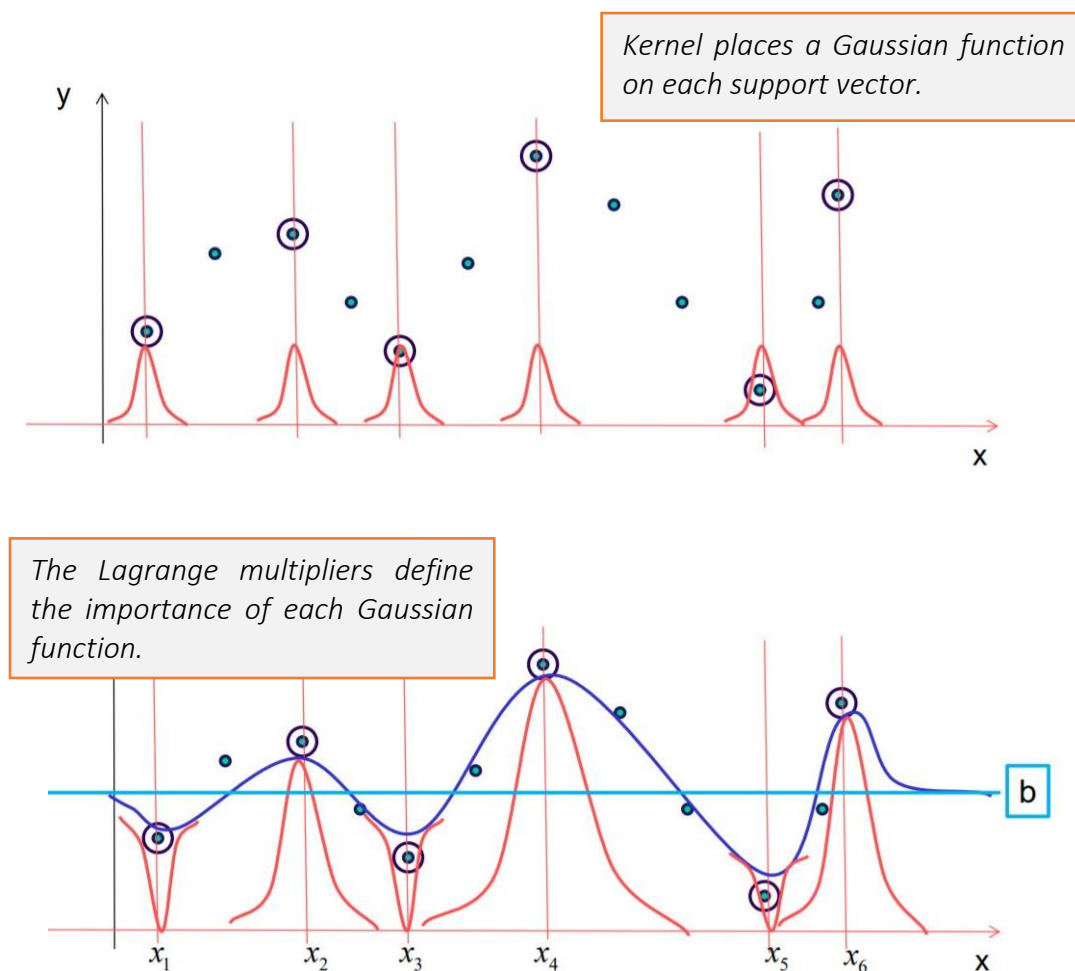 Kernel places a Gaussian function
on each support vector.
y
x
The Lagrange multipliers define
the importance of each Gaussian
function.
b
x₁ x₂ x₃ x₄ x₅ x₆ x